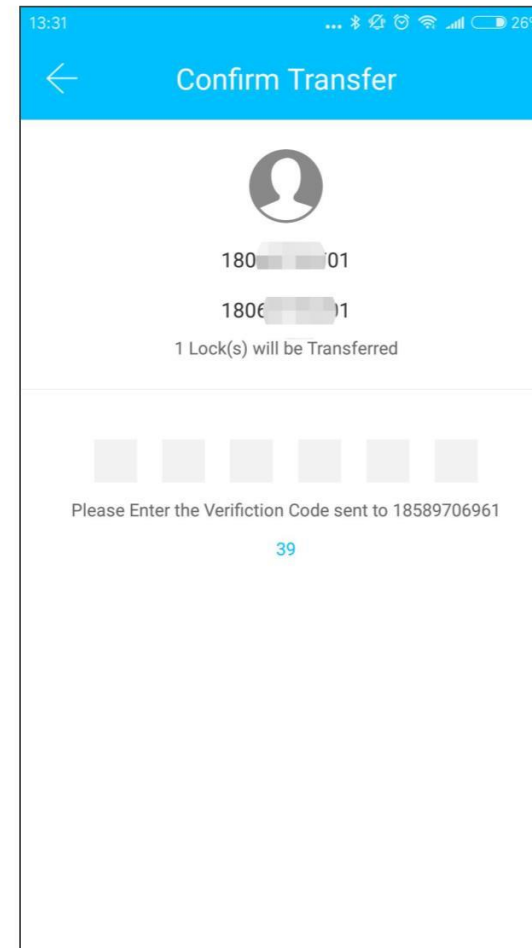 13:31 ... 26
Confirm Transfer
180 01
1806 1
1 Lock(s) will be Transferred
Please Enter the Verifiction Code sent to 18589706961
39